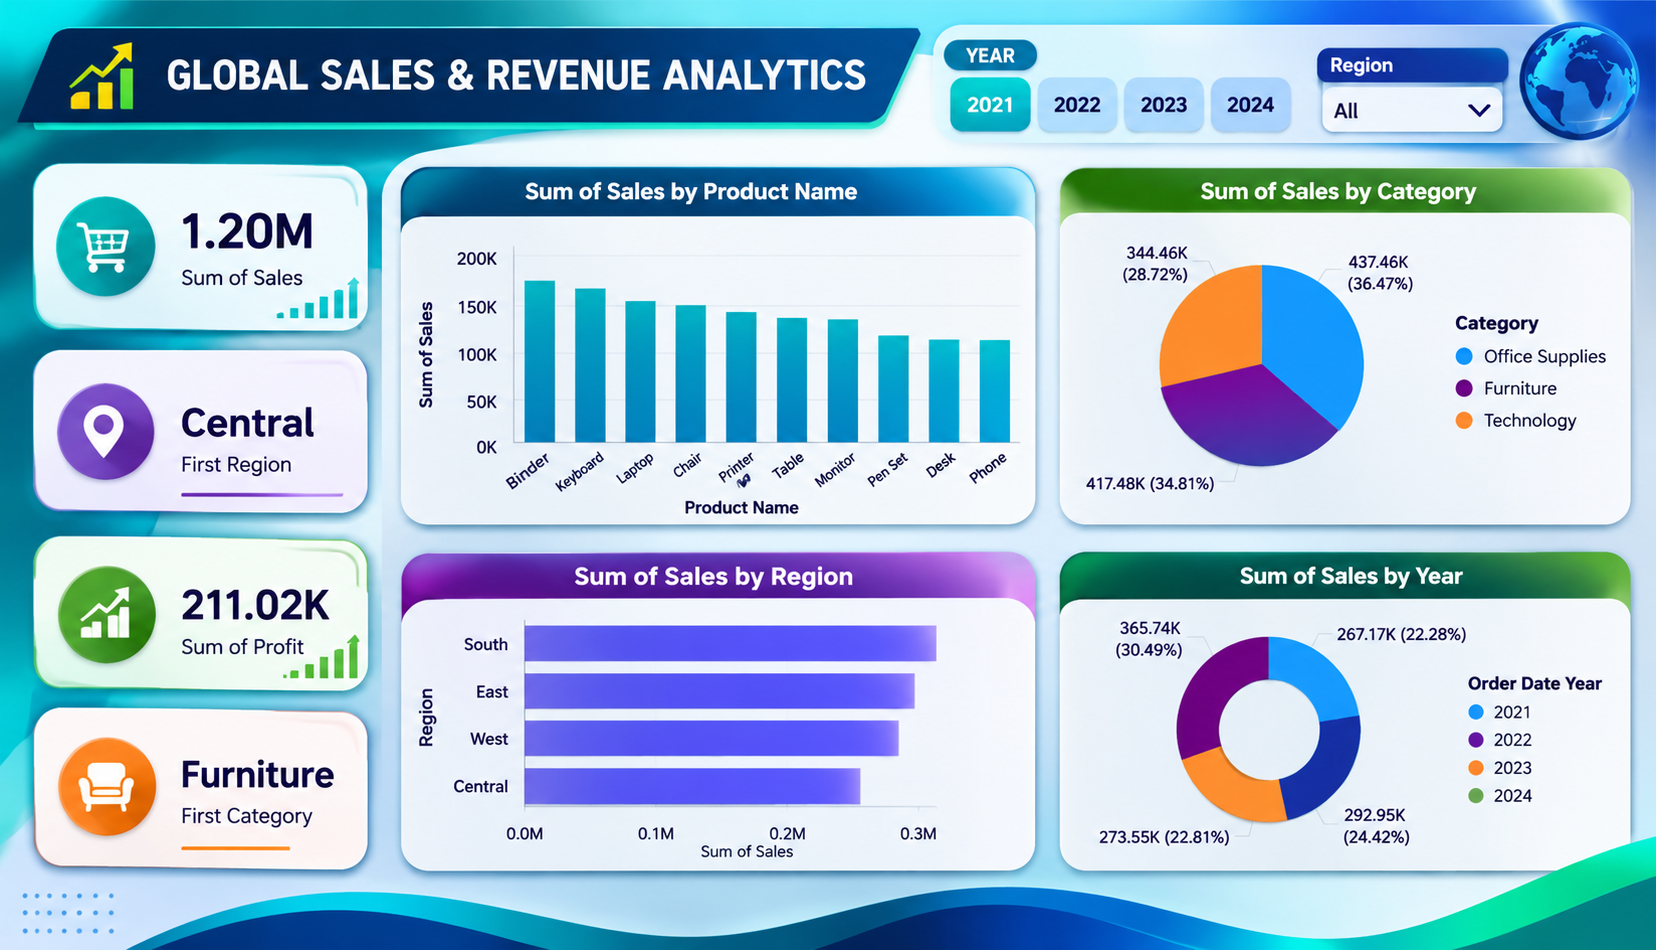 GLOBAL SALES & REVENUE ANALYTICS
YEAR
2021
2022
2023
2024
Region
All
1.20M
Sum of Sales
Central
First Region
211.02K
Sum of Profit
Furniture
First Category
Sum of Sales by Product Name
Sum of Sales
200K
150K
100K
50K
0K
Binder
Keyboard
Laptop
Chair
Printer
Table
Monitor
Pen Set
Desk
Phone
Product Name
Sum of Sales by Category
344.46K
(28.72%)
437.46K
(36.47%)
417.48K (34.81%)
Category
Office Supplies
Furniture
Technology
Sum of Sales by Region
Region
South
East
West
Central
0.0M
0.1M
0.2M
0.3M
Sum of Sales
Sum of Sales by Year
365.74K
(30.49%)
267.17K (22.28%)
273.55K (22.81%)
292.95K
(24.42%)
Order Date Year
2021
2022
2023
2024